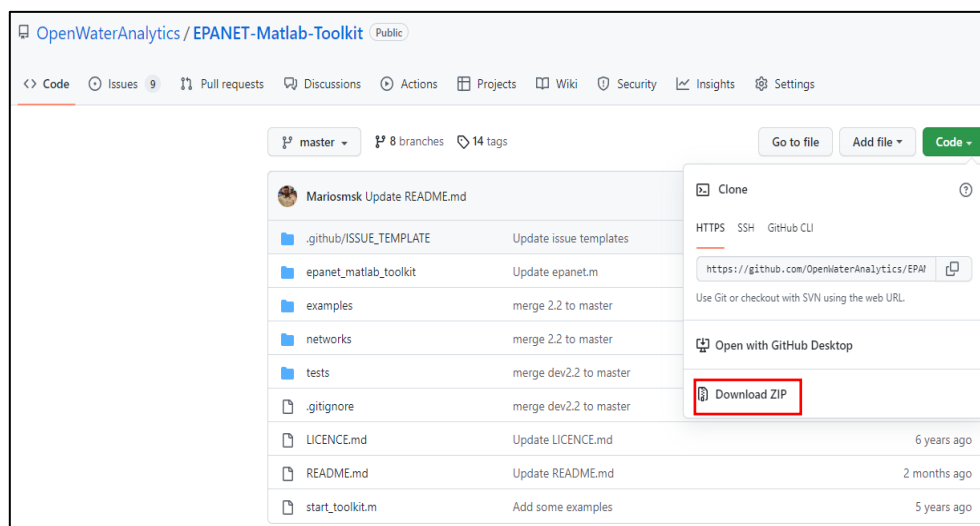 OpenWaterAnalytics / EPANET-Matlab-Toolkit Public
Code Issues 9 Pull requests Discussions Actions Projects Wiki Security Insights Settings
master 8 branches 14 tags Go to file Add file Code
Mariosmsk Update README.md
.github/ISSUE_TEMPLATE Update issue templates
epanet_matlab_toolkit Update epanet.m
examples merge 2.2 to master
networks merge 2.2 to master
tests merge dev2.2 to master
.gitignore merge dev2.2 to master
LICENCE.md Update LICENCE.md 6 years ago
README.md Update README.md 2 months ago
start_toolkit.m Add some examples 5 years ago
Clone
HTTPS SSH GitHub CLI
https://github.com/OpenWaterAnalytics/EPAN
Use Git or checkout with SVN using the web URL.
Open with GitHub Desktop
Download ZIP